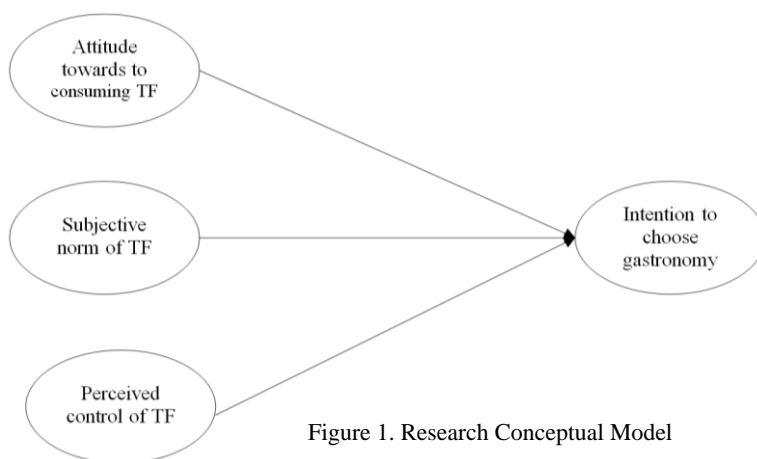 Attitude
towards to
consuming TF
Subjective
norm of TF
Intention to
choose
gastronomy
Perceived
control of TF
Figure 1. Research Conceptual Model